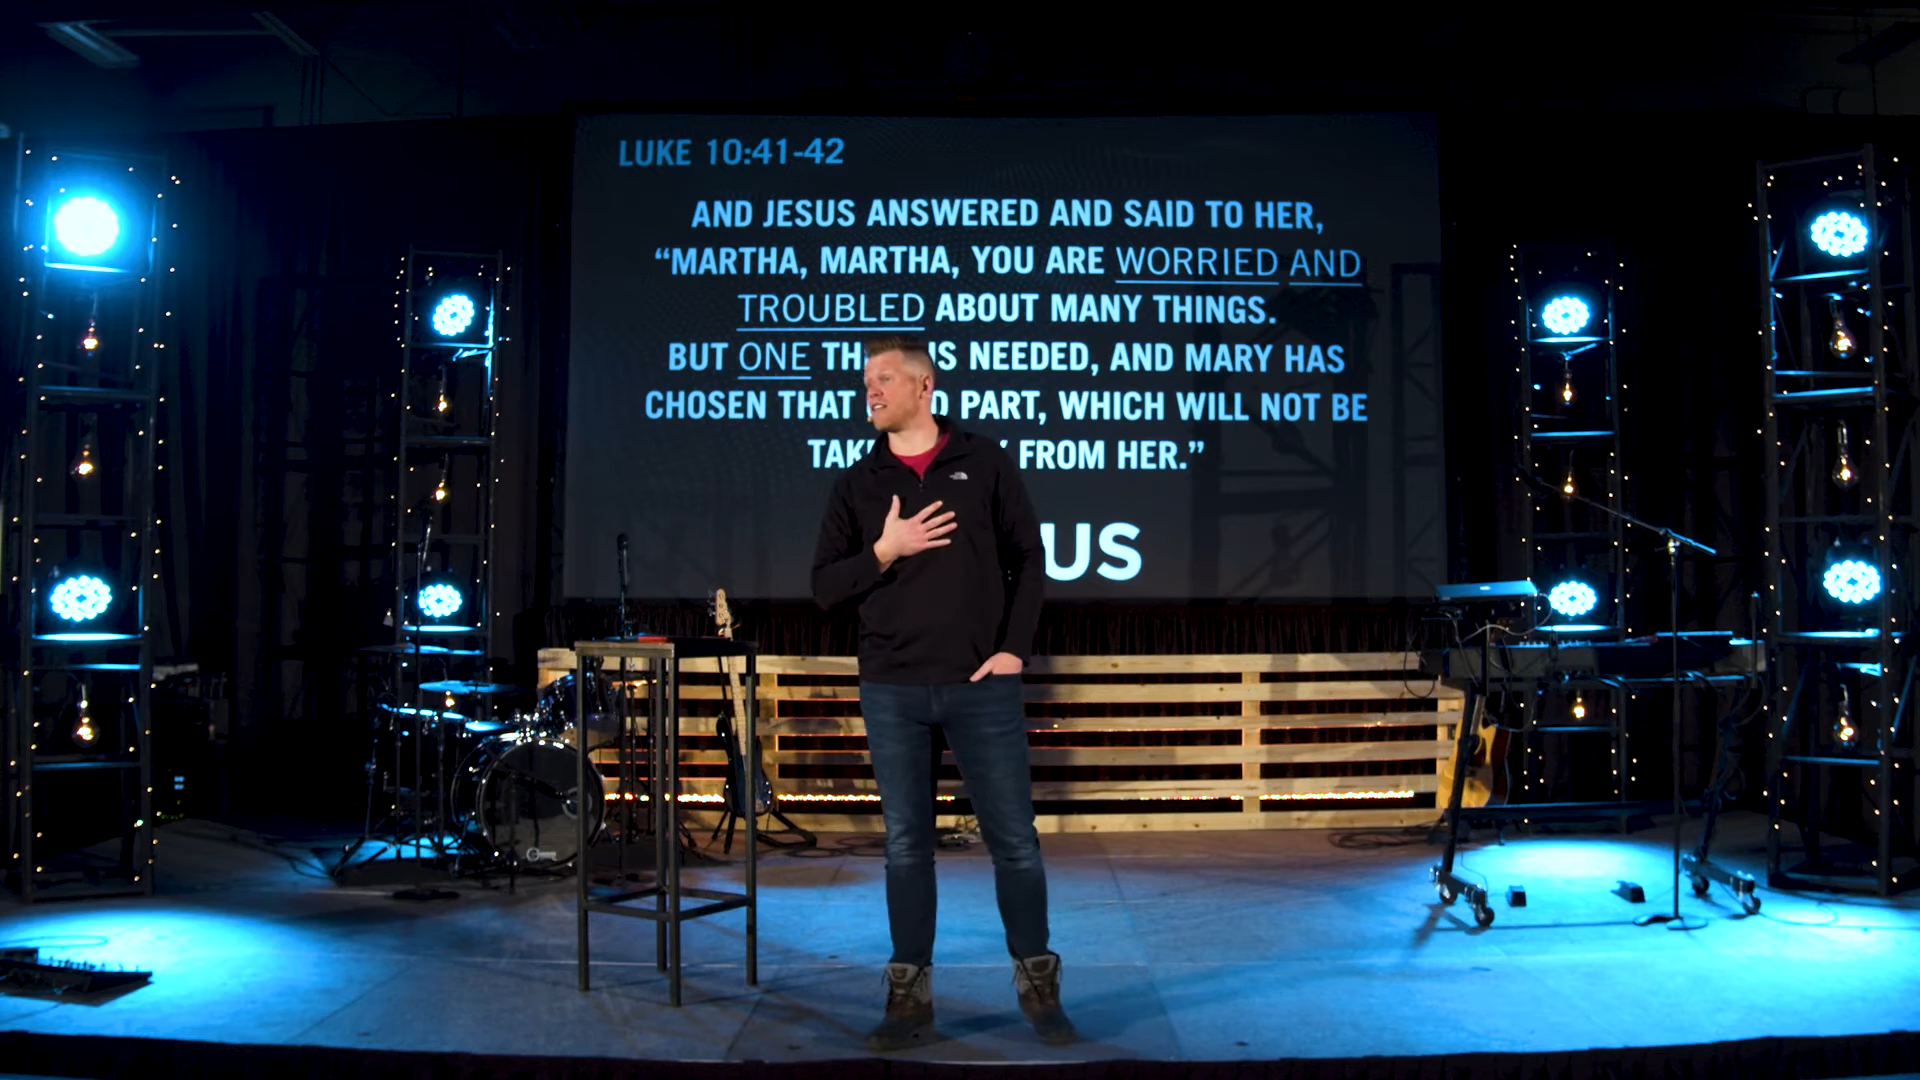 LUKE 10:41-42
AND JESUS ANSWERED AND SAID TO HER,
“MARTHA, MARTHA, YOU ARE WORRIED AND
TROUBLED ABOUT MANY THINGS.
BUT ONE IS NEEDED, AND MARY HAS
CHOSEN THAT PART, WHICH WILL NOT BE
FROM HER.”